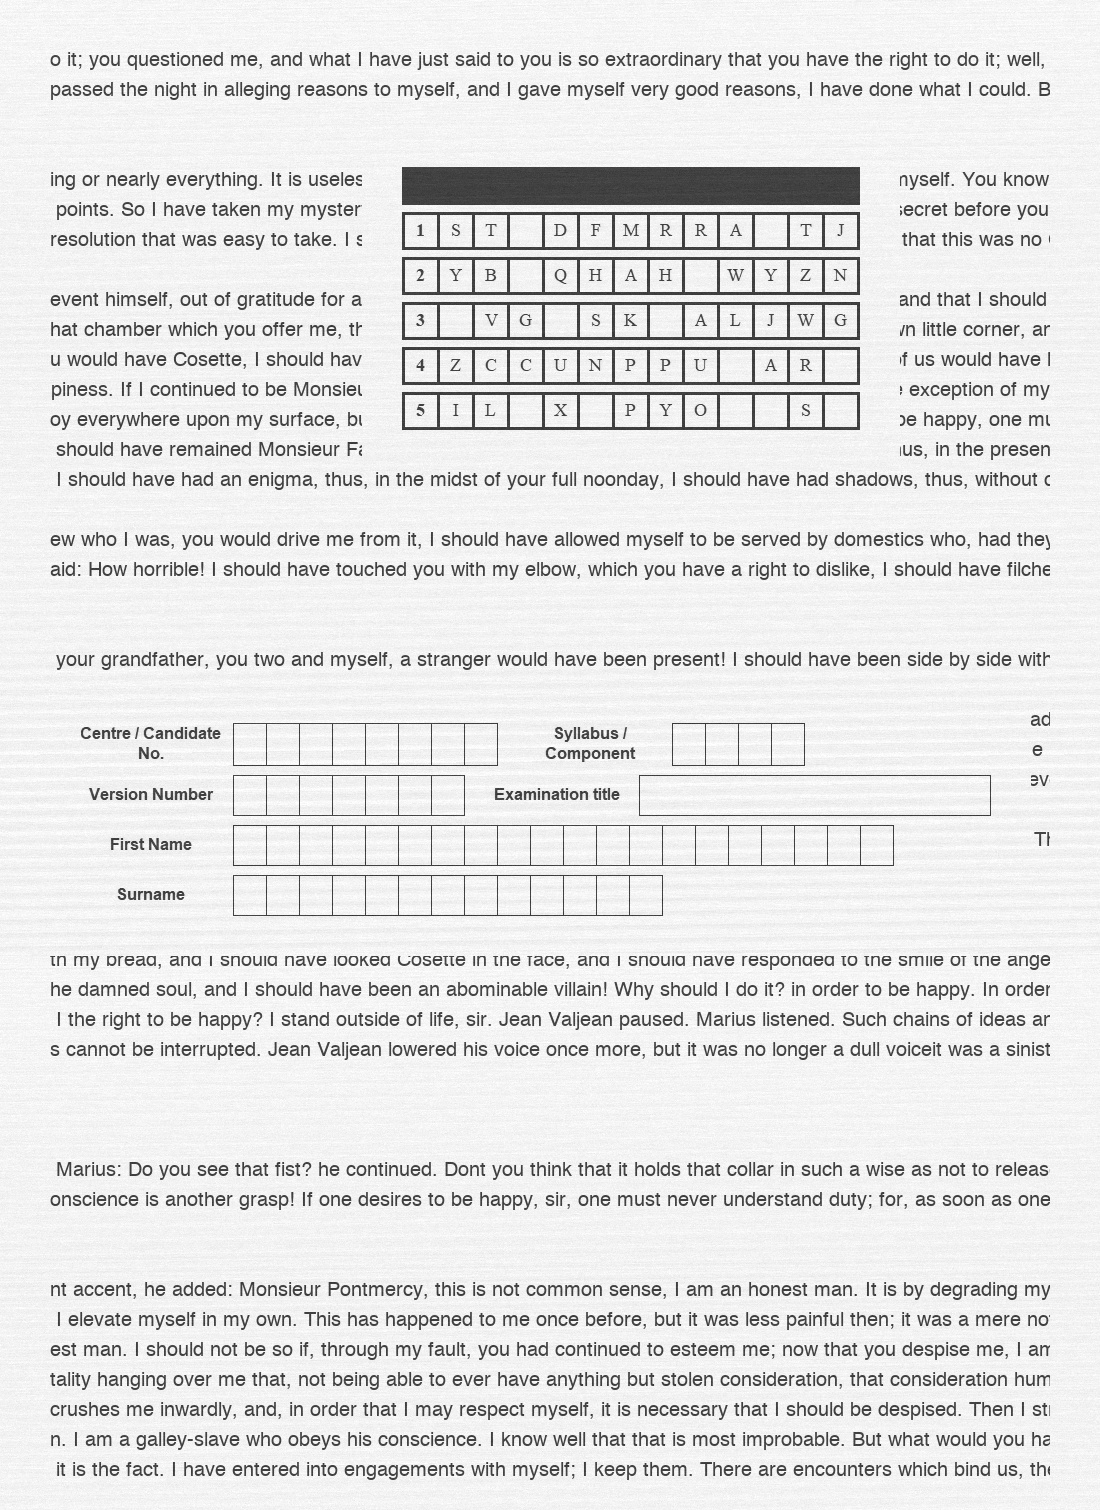 o it; you questioned me, and what I have just said to you is so extraordinary that you have the right to do it; well,
passed the night in alleging reasons to myself, and I gave myself very good reasons, I have done what I could. B
ing or nearly everything. It is useles myself. You know
points. So I have taken my myster secret before you
resolution that was easy to take. I s that this was no
1 S T D F M R R A T J
2 Y B Q H A H W Y Z N
3 V G S K A L J W G
4 Z C C U N P P U A R
5 I L X P Y O S
event himself, out of gratitude for a and that I should
hat chamber which you offer me, th wn little corner, an
u would have Cosette, I should hav of us would have
piness. If I continued to be Monsieu exception of my
oy everywhere upon my surface, bu be happy, one mu
should have remained Monsieur Fa us, in the presen
I should have had an enigma, thus, in the midst of your full noonday, I should have had shadows, thus, without c
ew who I was, you would drive me from it, I should have allowed myself to be served by domestics who, had they
aid: How horrible! I should have touched you with my elbow, which you have a right to dislike, I should have filche
your grandfather, you two and myself, a stranger would have been present! I should have been side by side with
ad
e
ev
Th
Centre / Candidate No.
Syllabus / Component
Version Number
Examination title
First Name
Surname
th my bread, and I should have looked Cosette in the face, and I should have responded to the smile of the ange
he damned soul, and I should have been an abominable villain! Why should I do it? in order to be happy. In order
I the right to be happy? I stand outside of life, sir. Jean Valjean paused. Marius listened. Such chains of ideas an
s cannot be interrupted. Jean Valjean lowered his voice once more, but it was no longer a dull voiceit was a sinist
Marius: Do you see that fist? he continued. Dont you think that it holds that collar in such a wise as not to releas
onscience is another grasp! If one desires to be happy, sir, one must never understand duty; for, as soon as one
nt accent, he added: Monsieur Pontmercy, this is not common sense, I am an honest man. It is by degrading my
I elevate myself in my own. This has happened to me once before, but it was less painful then; it was a mere no
est man. I should not be so if, through my fault, you had continued to esteem me; now that you despise me, I am
tality hanging over me that, not being able to ever have anything but stolen consideration, that consideration hum
crushes me inwardly, and, in order that I may respect myself, it is necessary that I should be despised. Then I str
n. I am a galley-slave who obeys his conscience. I know well that that is most improbable. But what would you ha
it is the fact. I have entered into engagements with myself; I keep them. There are encounters which bind us, the